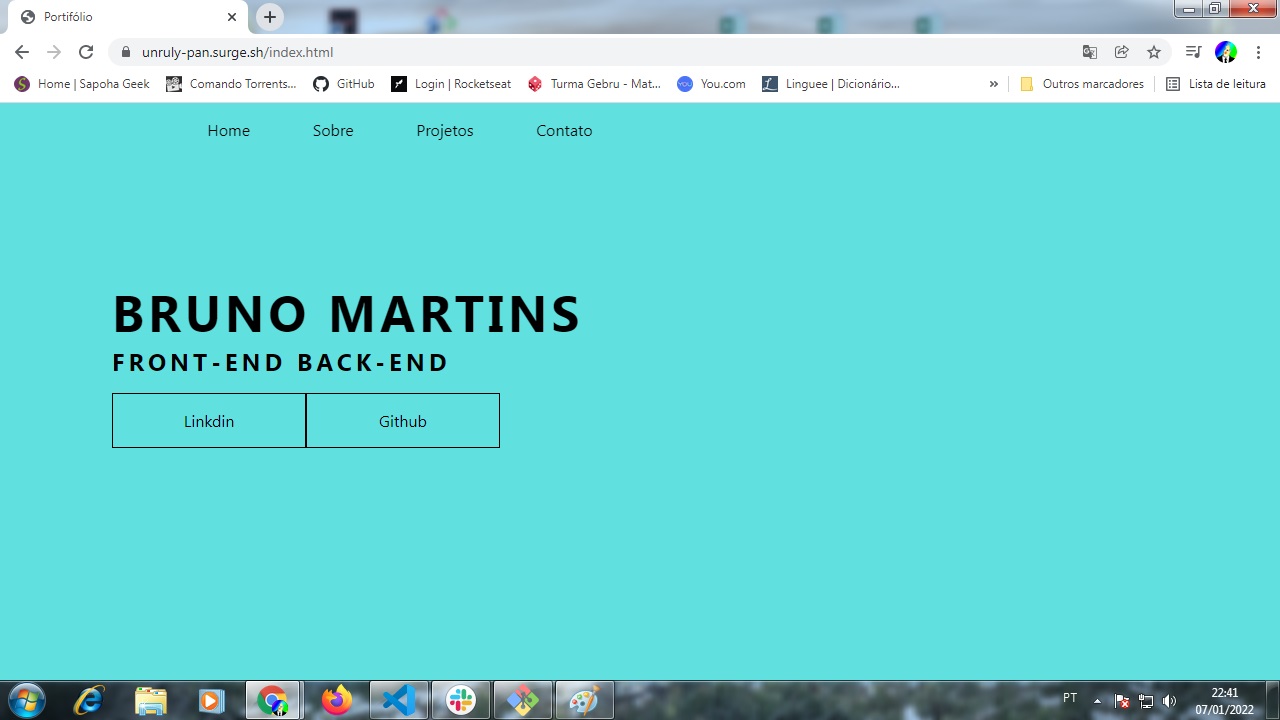 Portifólio
unruly-pan.surge.sh/index.html
Home | Sapoha Geek
Comando Torrents...
GitHub
Login | Rocketseat
Turma Gebru - Mat...
YOU
You.com
L
Linguee | Dicionário...
»
Outros marcadores
Lista de leitura
Home Sobre Projetos Contato
BRUNO MARTINS
FRONT-END BACK-END
Linkdin Github
PT
22:41
07/01/2022